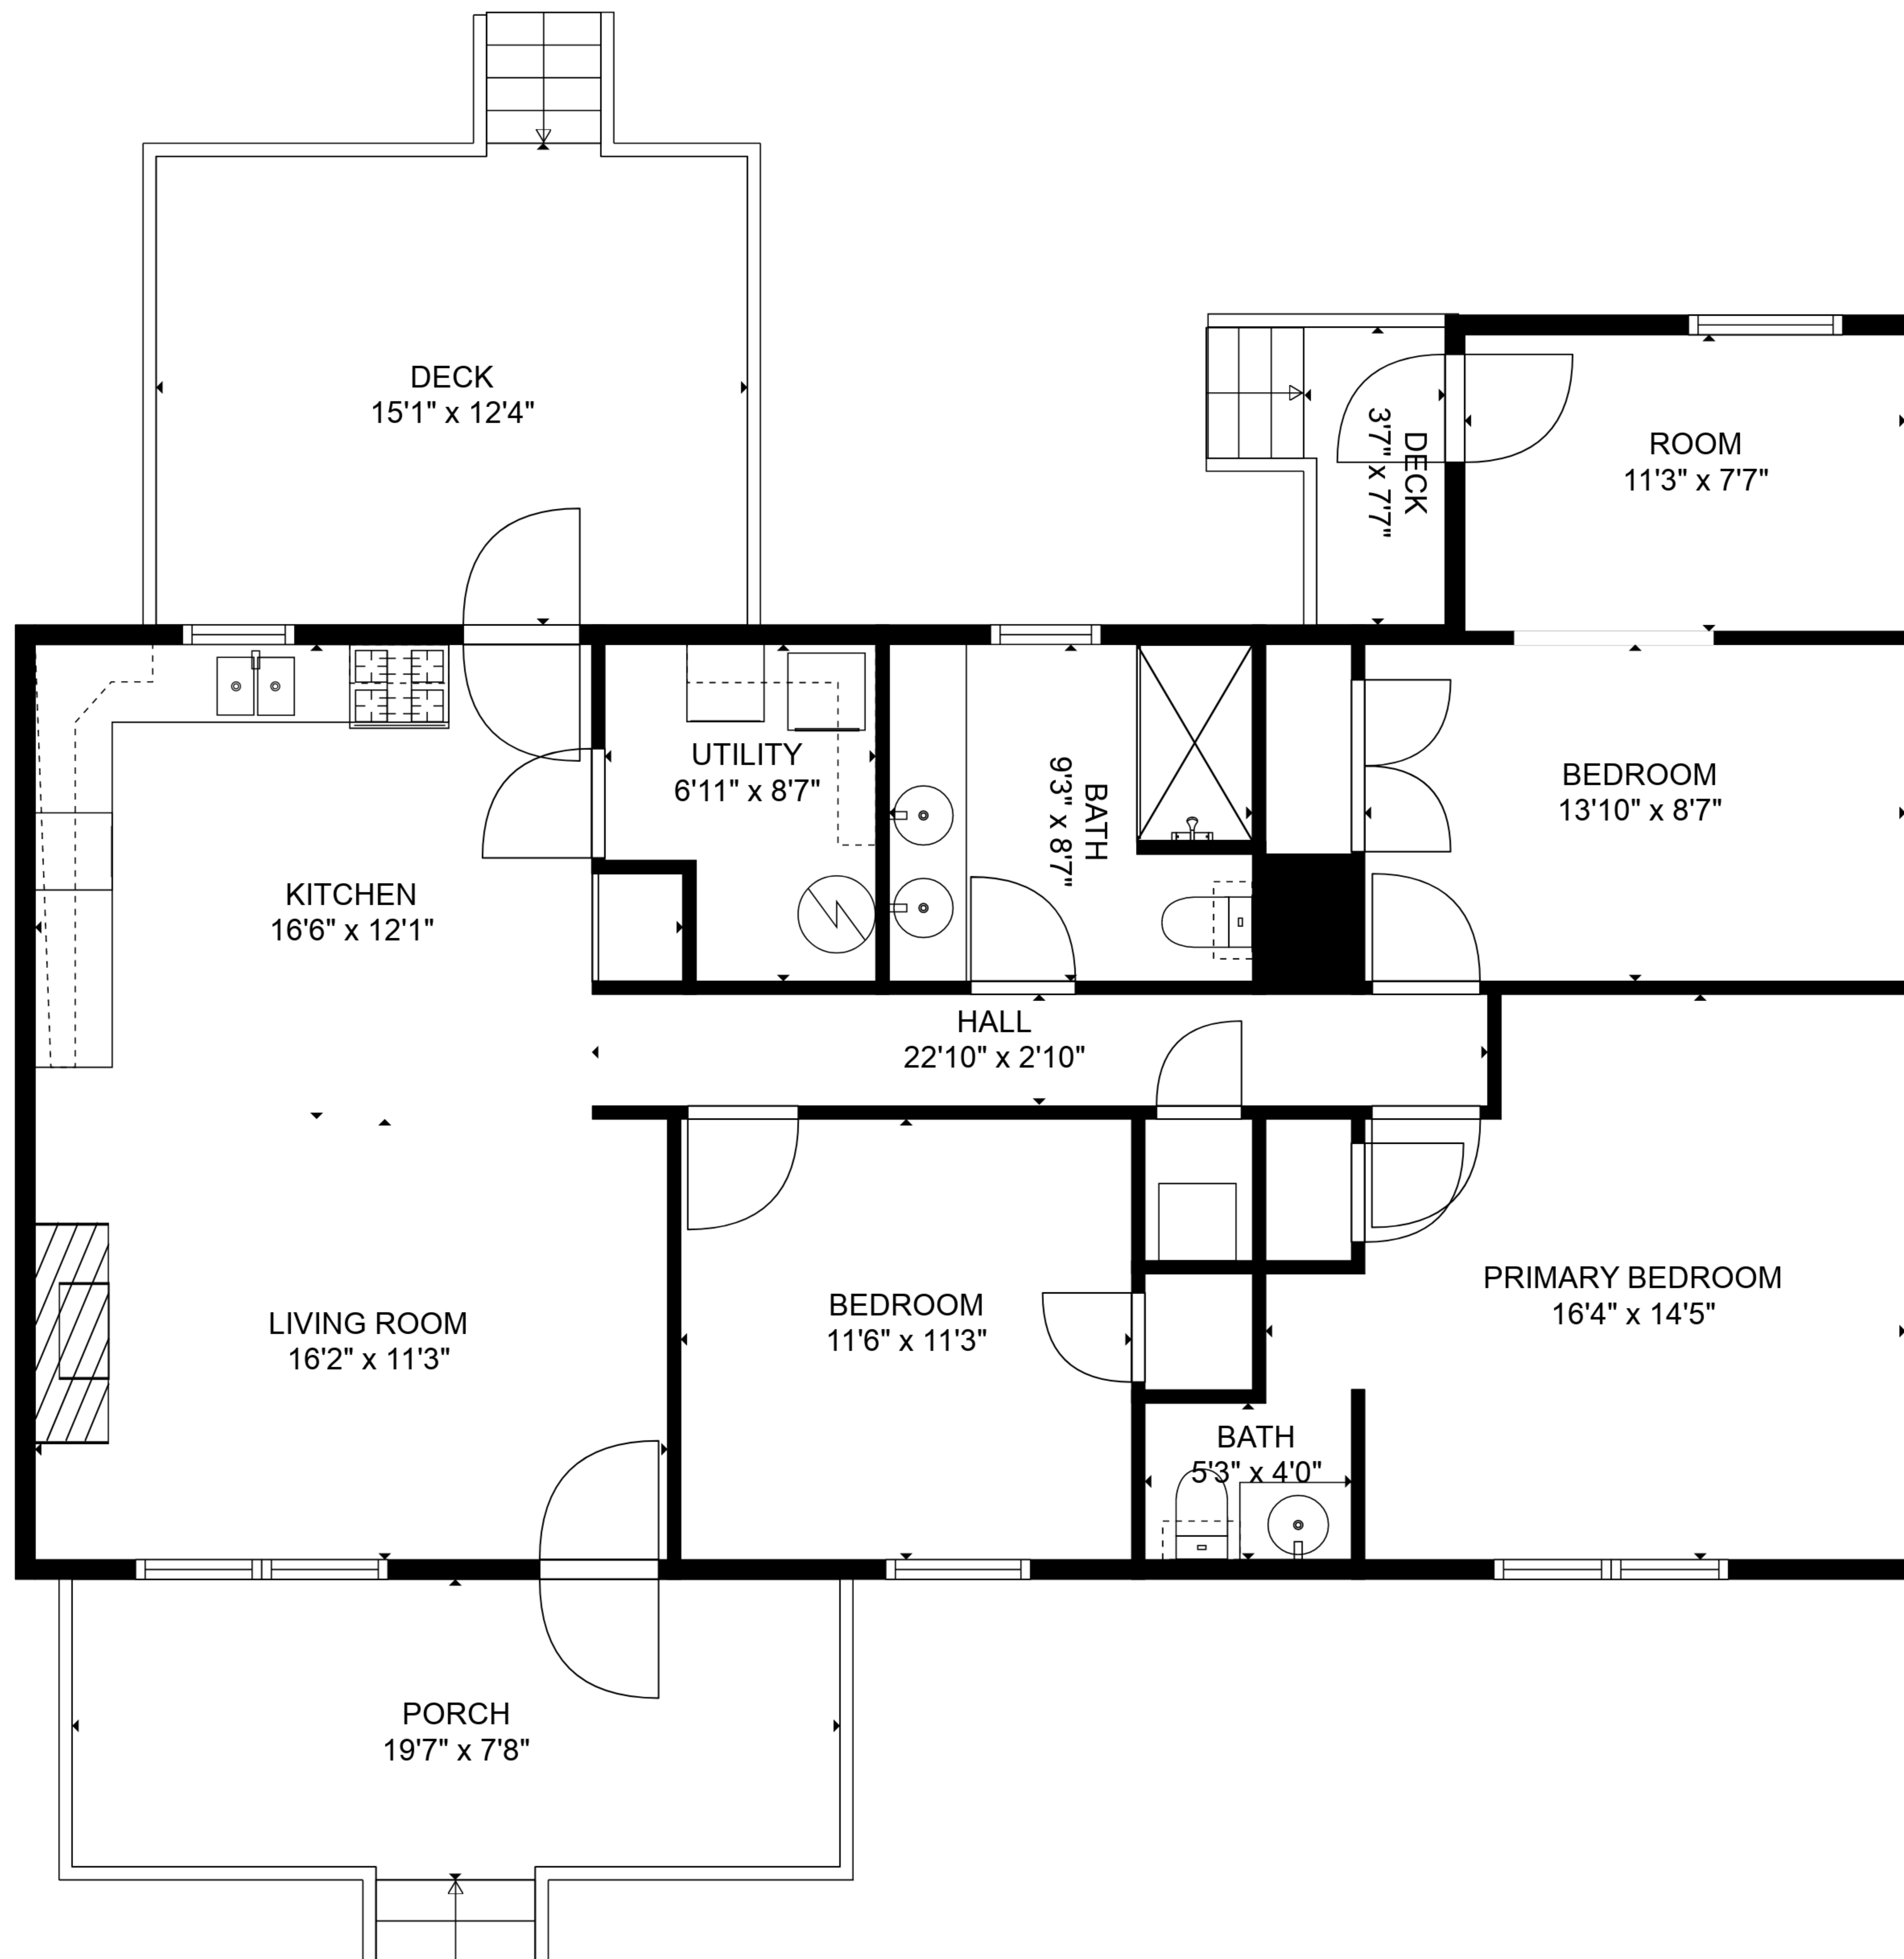 DECK
15'1" x 12'4"
DECK
3'7" x 7'7"
ROOM
11'3" x 7'7"
UTILITY
6'11" x 8'7"
BATH
9'3" x 8'7"
BEDROOM
13'10" x 8'7"
KITCHEN
16'6" x 12'1"
HALL
22'10" x 2'10"
LIVING ROOM
16'2" x 11'3"
BEDROOM
11'6" x 11'3"
PRIMARY BEDROOM
16'4" x 14'5"
BATH
5'3" x 4'0"
PORCH
19'7" x 7'8"